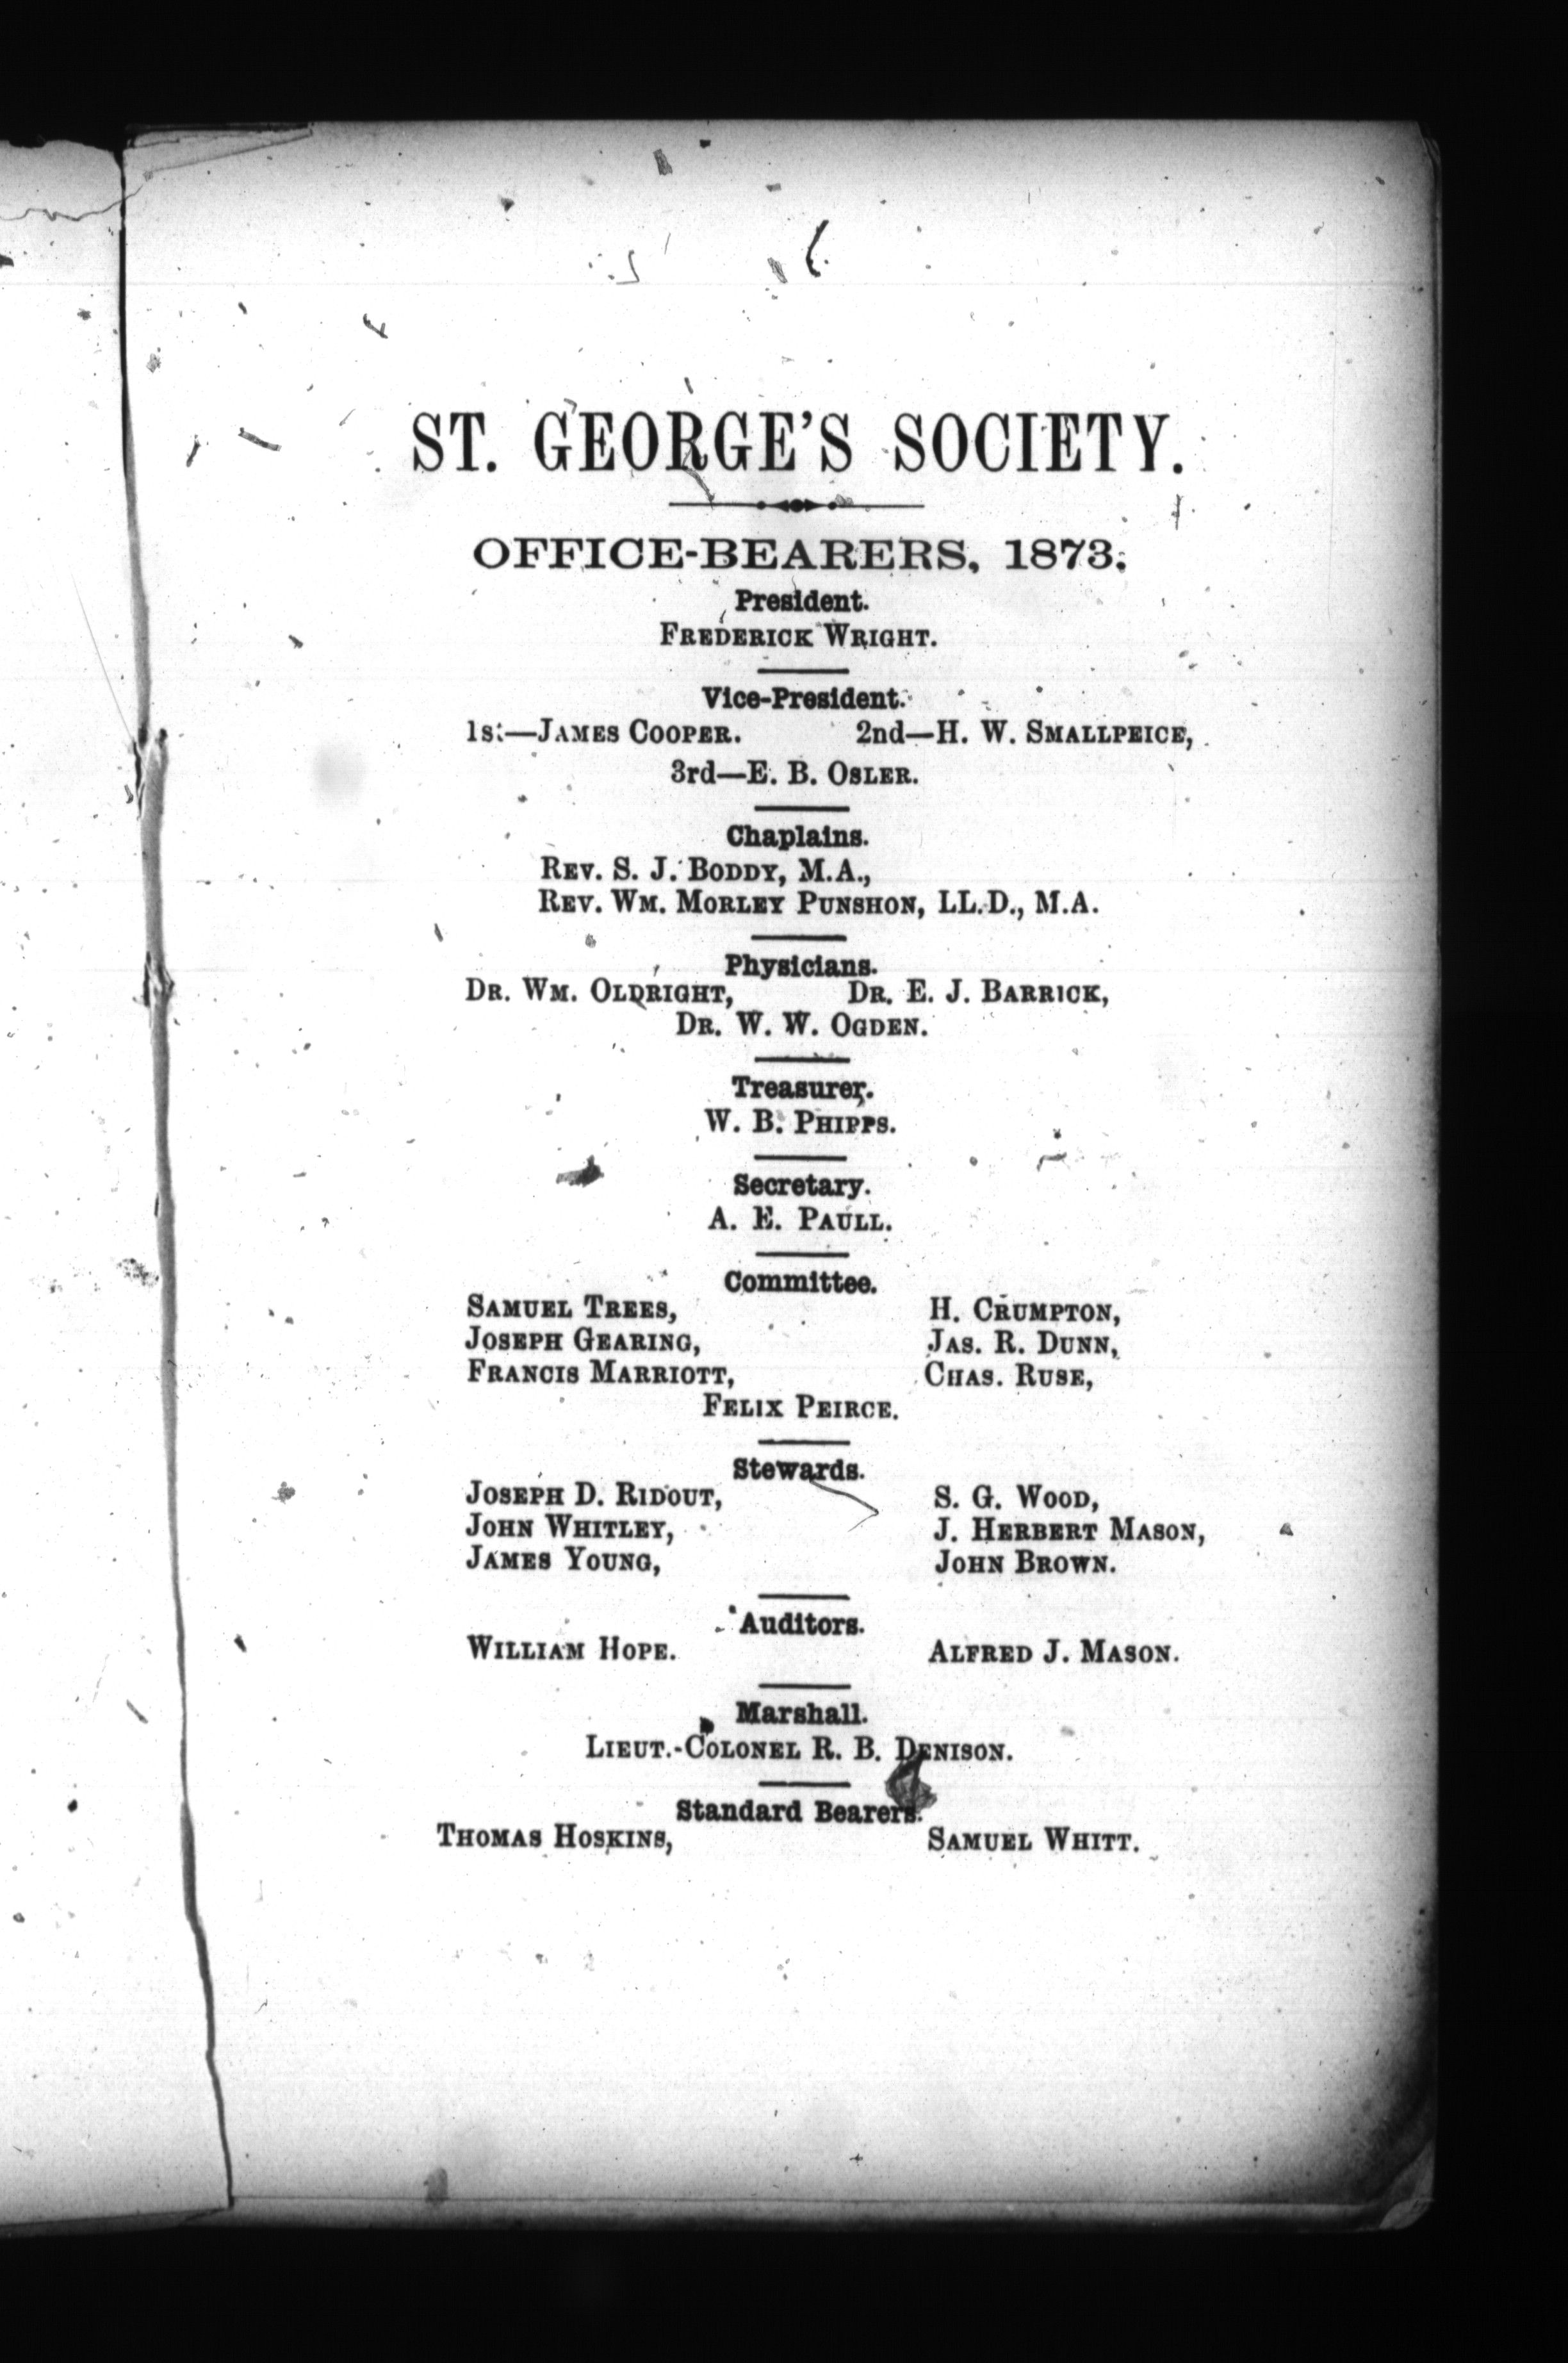 ST. GEORGE'S SOCIETY.
OFFICE-BEARERS, 1873.
President.
FREDERICK WRIGHT.
Vice-President.
1st—JAMES COOPER. 2nd—H. W. SMALLPEICE,
3rd—E. B. OSLER.
Chaplains.
REV. S. J. BODDY, M.A.,
REV. WM. MORLEY PUNSHON, LL.D., M.A.
Physicians.
DR. WM. OLDRIGHT, DR. E. J. BARRICK,
DR. W. W. OGDEN.
Treasurer.
W. B. PHIPPS.
Secretary.
A. E. PAULL.
Committee.
SAMUEL TREES, H. CRUMPTON,
JOSEPH GEARING, JAS. R. DUNN,
FRANCIS MARRIOTT, CHAS. RUSE,
FELIX PEIRCE.
Stewards.
JOSEPH D. RIDOUT, S. G. WOOD,
JOHN WHITLEY, J. HERBERT MASON,
JAMES YOUNG, JOHN BROWN.
Auditors.
WILLIAM HOPE. ALFRED J. MASON.
Marshall.
LIEUT.-COLONEL R. B. DENISON.
Standard Bearers.
THOMAS HOSKINS, SAMUEL WHITT.